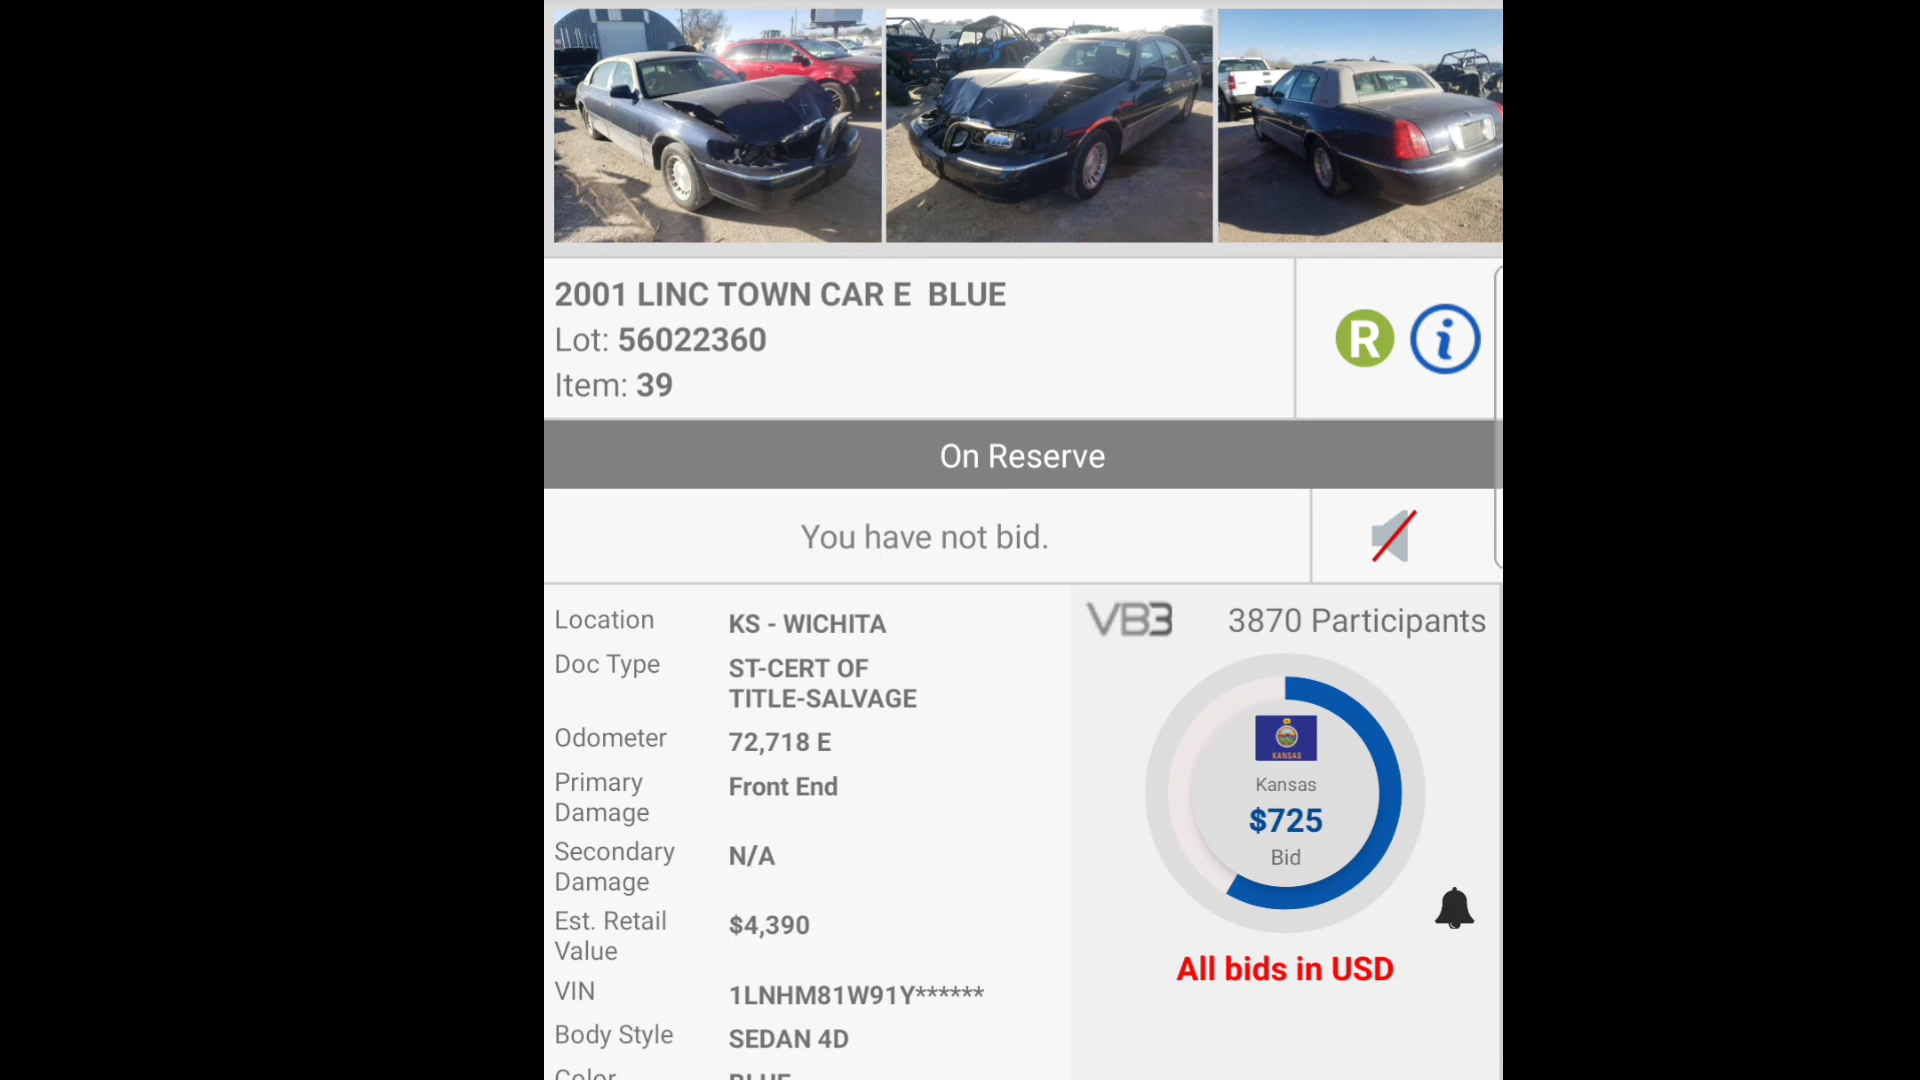 2001 LINC TOWN CAR E BLUE
Lot: 56022360
Item: 39
R i
On Reserve
You have not bid.
Location KS - WICHITA
Doc Type ST-CERT OF
TITLE-SALVAGE
Odometer 72,718 E
Primary Front End
Damage
Secondary N/A
Damage
Est. Retail $4,390
Value
VIN 1LNHM81W91Y******
Body Style SEDAN 4D
Color BLUE
VB3 3870 Participants
KANSAS
Kansas
$725
Bid
All bids in USD